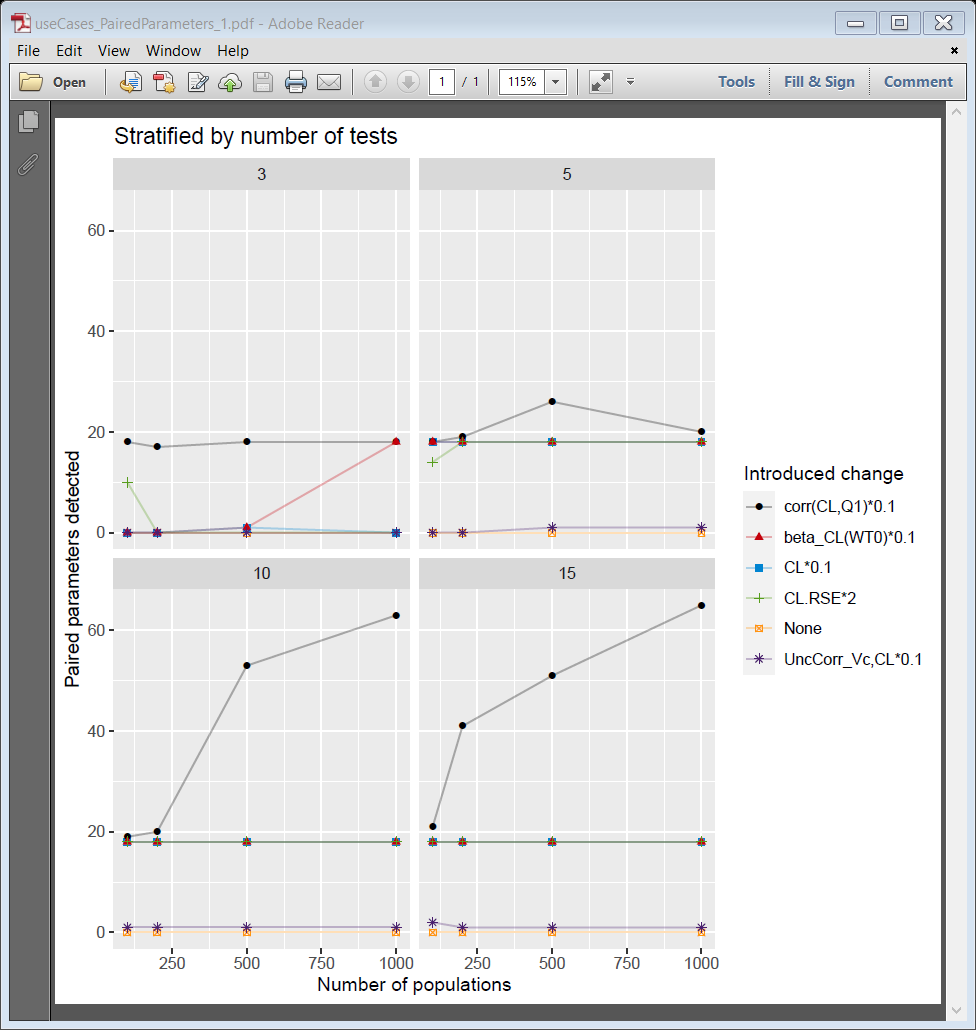 useCases_PairedParameters_1.pdf - Adobe Reader
File Edit View Window Help
Open 1 / 1 115% Tools Fill & Sign Comment
Stratified by number of tests
3 5
60
40
20
0
10 15
60
40
20
0
250 500 750 1000 250 500 750 1000
Number of populations
Paired parameters detected
Introduced change
corr(CL,Q1)*0.1
beta_CL(WT0)*0.1
CL*0.1
CL.RSE*2
None
UncCorr_Vc,CL*0.1